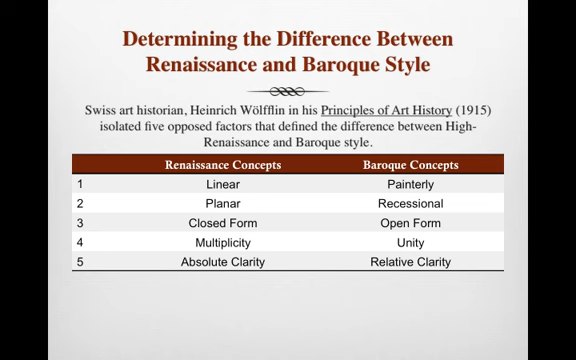 Determining the Difference Between
Renaissance and Baroque Style
Swiss art historian, Heinrich Wölfflin in his Principles of Art History (1915)
isolated five opposed factors that defined the difference between High-
Renaissance and Baroque style.
Renaissance Concepts Baroque Concepts
1 Linear Painterly
2 Planar Recessional
3 Closed Form Open Form
4 Multiplicity Unity
5 Absolute Clarity Relative Clarity